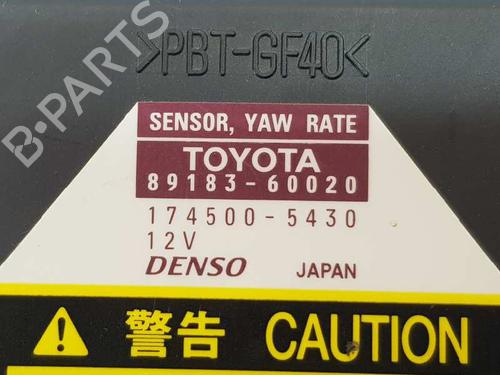 >PBT-GF40<
SENSOR, YAW RATE
TOYOTA
89183-60020
174500-5430
12V
DENSO JAPAN
警告 CAUTION
B-PARTS